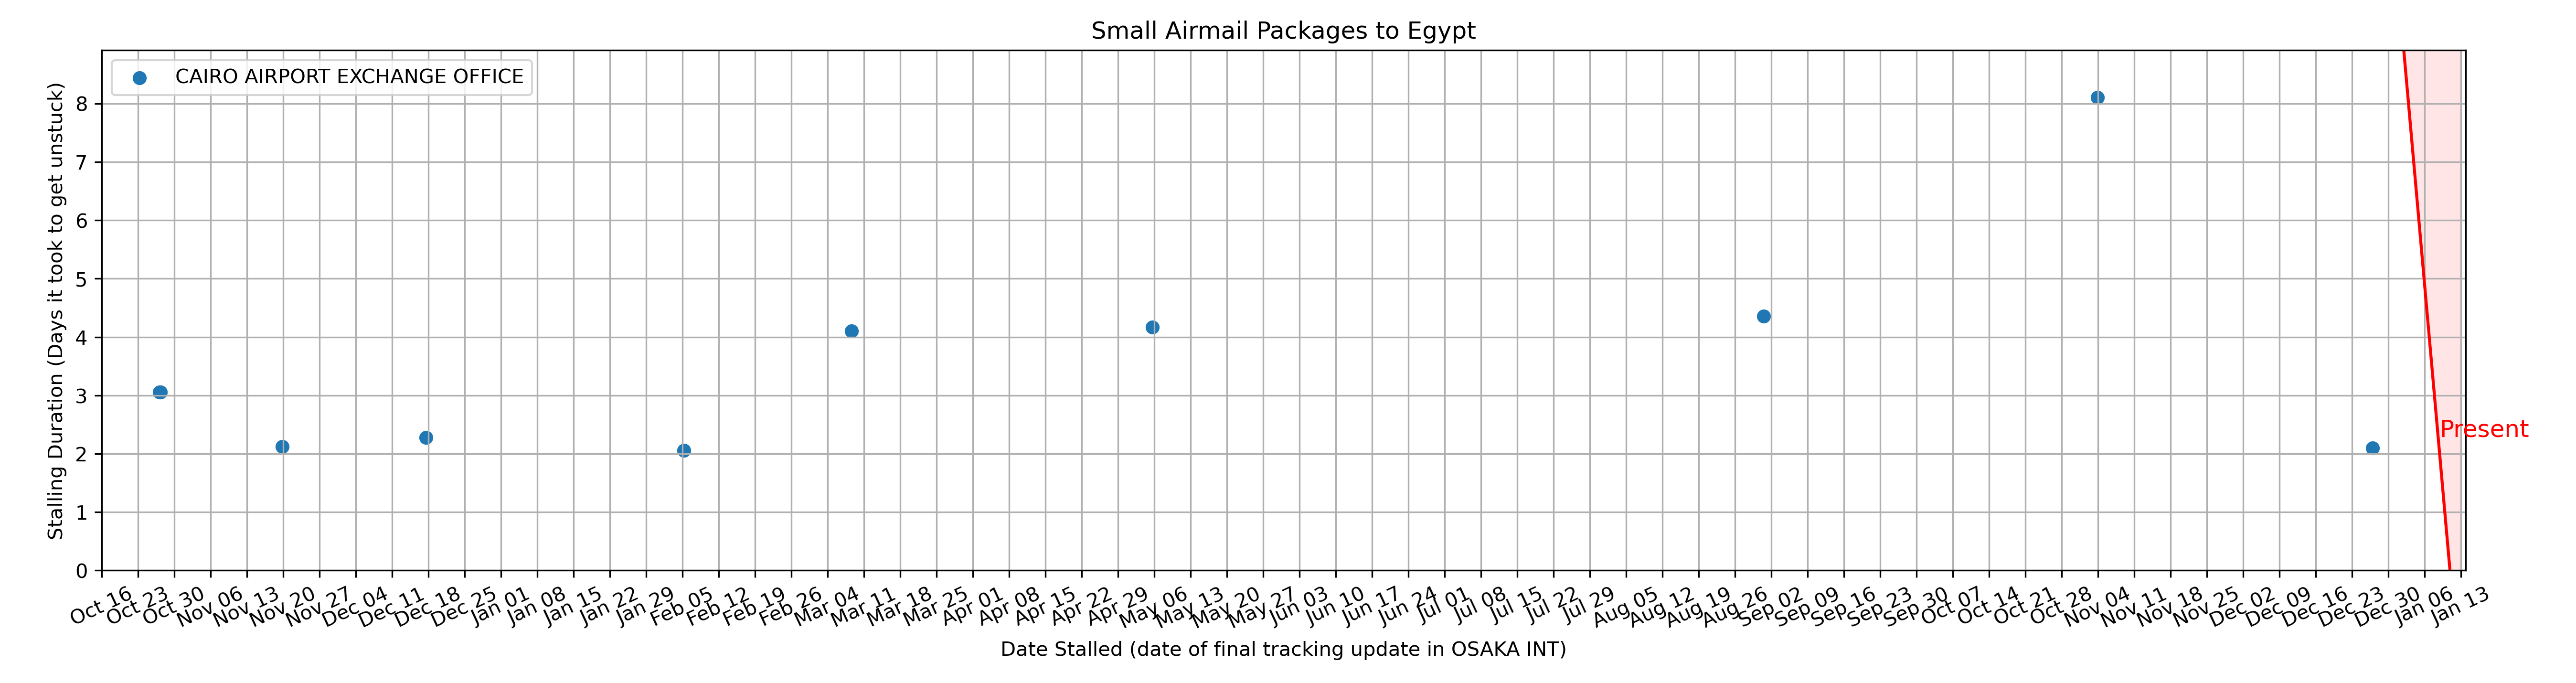 Small Airmail Packages to Egypt
CAIRO AIRPORT EXCHANGE OFFICE
Stalling Duration (Days it took to get unstuck)
8
7
6
5
4
3
2
1
0
Present
Oct 16
Oct 23
Oct 30
Nov 06
Nov 13
Nov 20
Nov 27
Dec 04
Dec 11
Dec 18
Dec 25
Jan 01
Jan 08
Jan 15
Jan 22
Jan 29
Feb 05
Feb 12
Feb 19
Feb 26
Mar 04
Mar 11
Mar 18
Mar 25
Apr 01
Apr 08
Apr 15
Apr 22
Apr 29
May 06
May 13
May 20
May 27
Jun 03
Jun 10
Jun 17
Jun 24
Jul 01
Jul 08
Jul 15
Jul 22
Jul 29
Aug 05
Aug 12
Aug 19
Aug 26
Sep 02
Sep 09
Sep 16
Sep 23
Sep 30
Oct 07
Oct 14
Oct 21
Oct 28
Nov 04
Nov 11
Nov 18
Nov 25
Dec 02
Dec 09
Dec 16
Dec 23
Dec 30
Jan 06
Jan 13
Date Stalled (date of final tracking update in OSAKA INT)